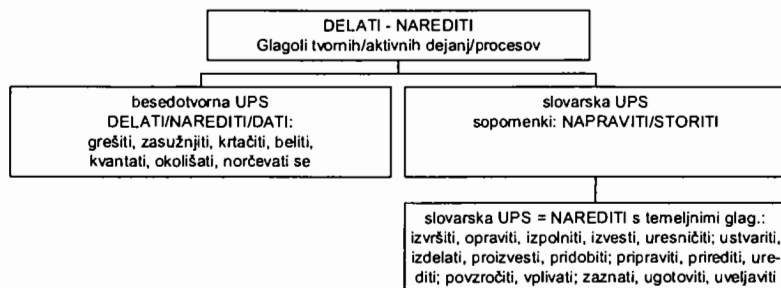 DELATI - NAREDITI
Glagoli tvornih/aktivnih dejanj/procesov
besedotvorna UPS
DELATI/NAREDITI/DATI:
grešiti, zasužnjiti, krtačiti, beliti,
kvantati, okolišati, norčevati se
slovarska UPS
sopomenki: NAPRAVITI/STORITI
slovarska UPS = NAREDITI s temeljnimi glag.:
izvršiti, opraviti, izpolniti, izvesti, uresničiti; ustvariti,
izdelati, proizvesti, pridobiti; pripraviti, prirediti, ure-
diti; povzročiti, vplivati; zaznati, ugotoviti, uveljaviti